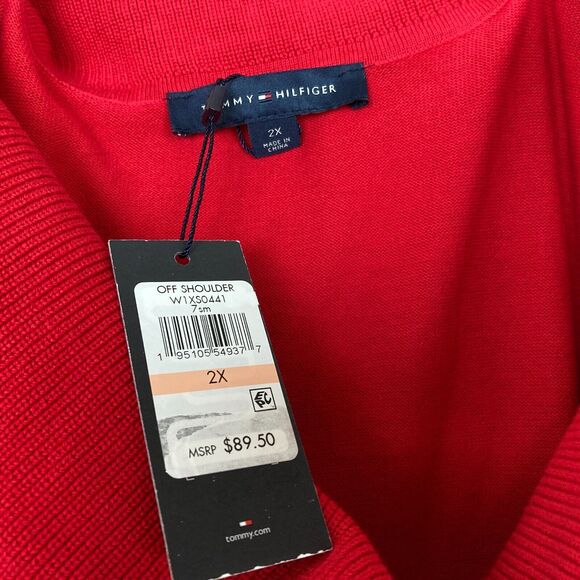 TOMMY HILFIGER
2X
MADE IN
CHINA
OFF SHOULDER
W1XS0441
7sm
1 95105 54937 7
2X
EPC
MSRP $89.50
tommy.com